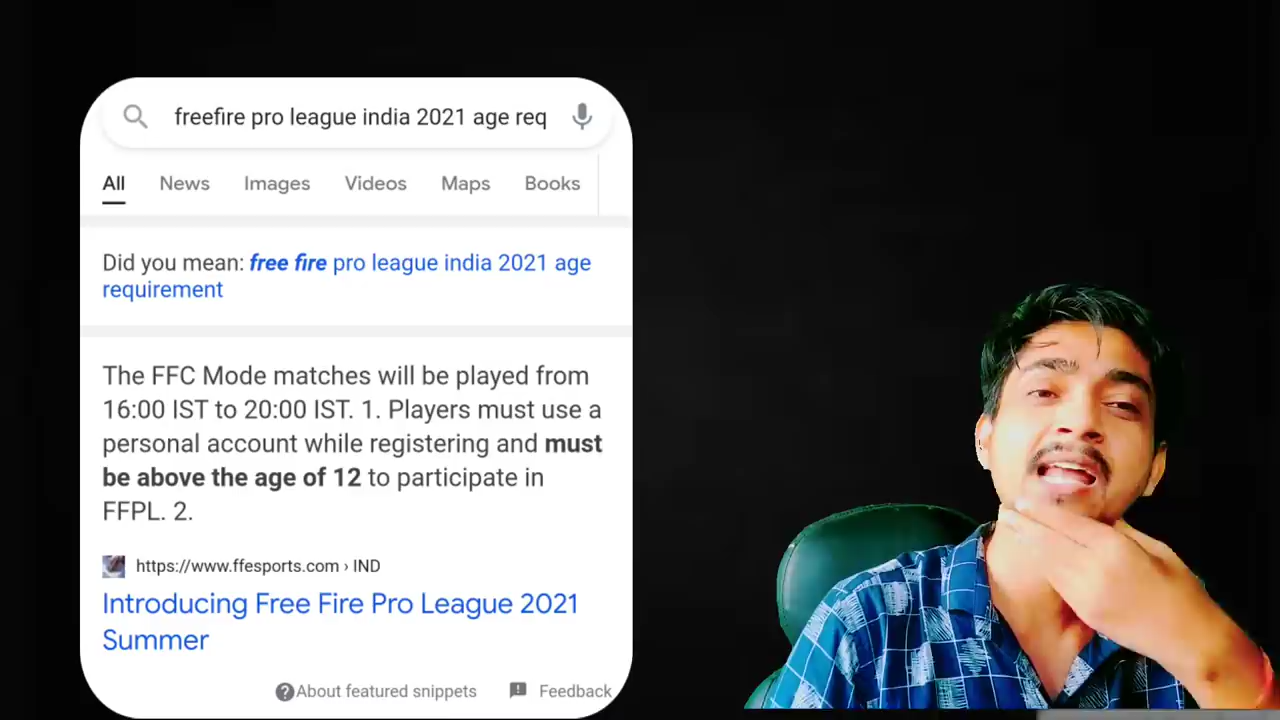 freefire pro league india 2021 age req
All News Images Videos Maps Books
Did you mean: free fire pro league india 2021 age
requirement
The FFC Mode matches will be played from
16:00 IST to 20:00 IST. 1. Players must use a
personal account while registering and must
be above the age of 12 to participate in
FFPL. 2.
https://www.ffesports.com › IND
Introducing Free Fire Pro League 2021
Summer
About featured snippets Feedback